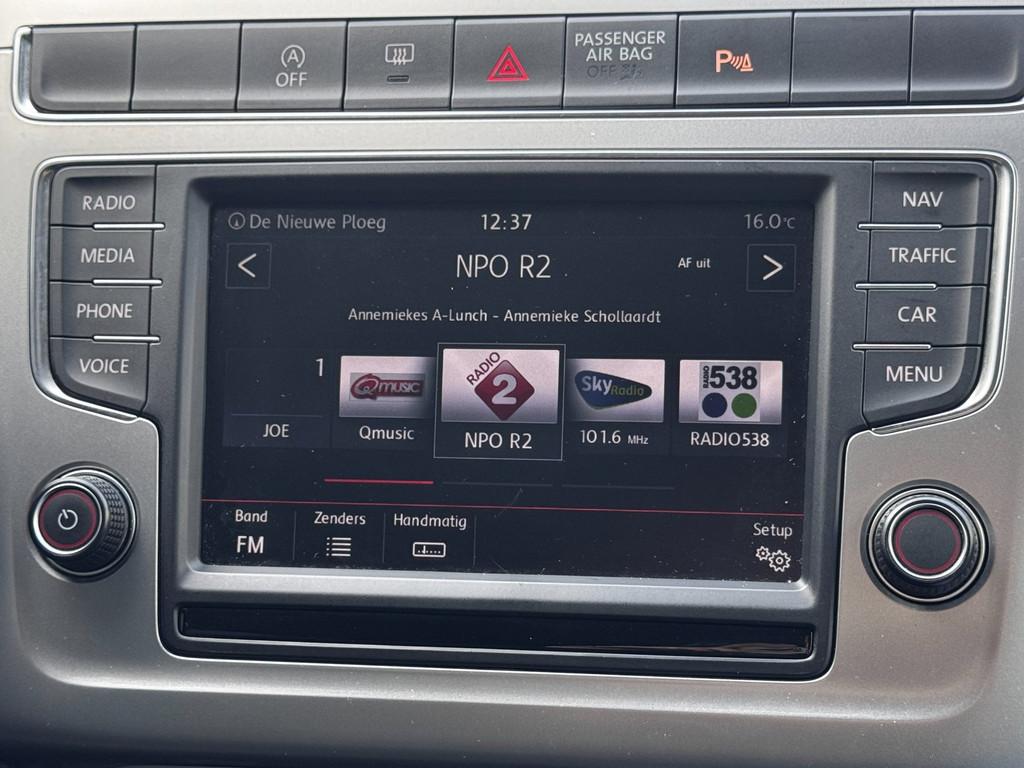 A
OFF
PASSENGER
AIR BAG
OFF
P
RADIO
MEDIA
PHONE
VOICE
NAV
TRAFFIC
CAR
MENU
De Nieuwe Ploeg 12:37 16.0°C
< NPO R2 AF uit >
Annemiekes A-Lunch - Annemieke Schollaardt
1
JOE
Qmusic
Qmusic
RADIO
2
NPO R2
Sky Radio
101.6 MHz
RADIO 538
RADIO538
Band
FM
Zenders
Handmatig
Setup